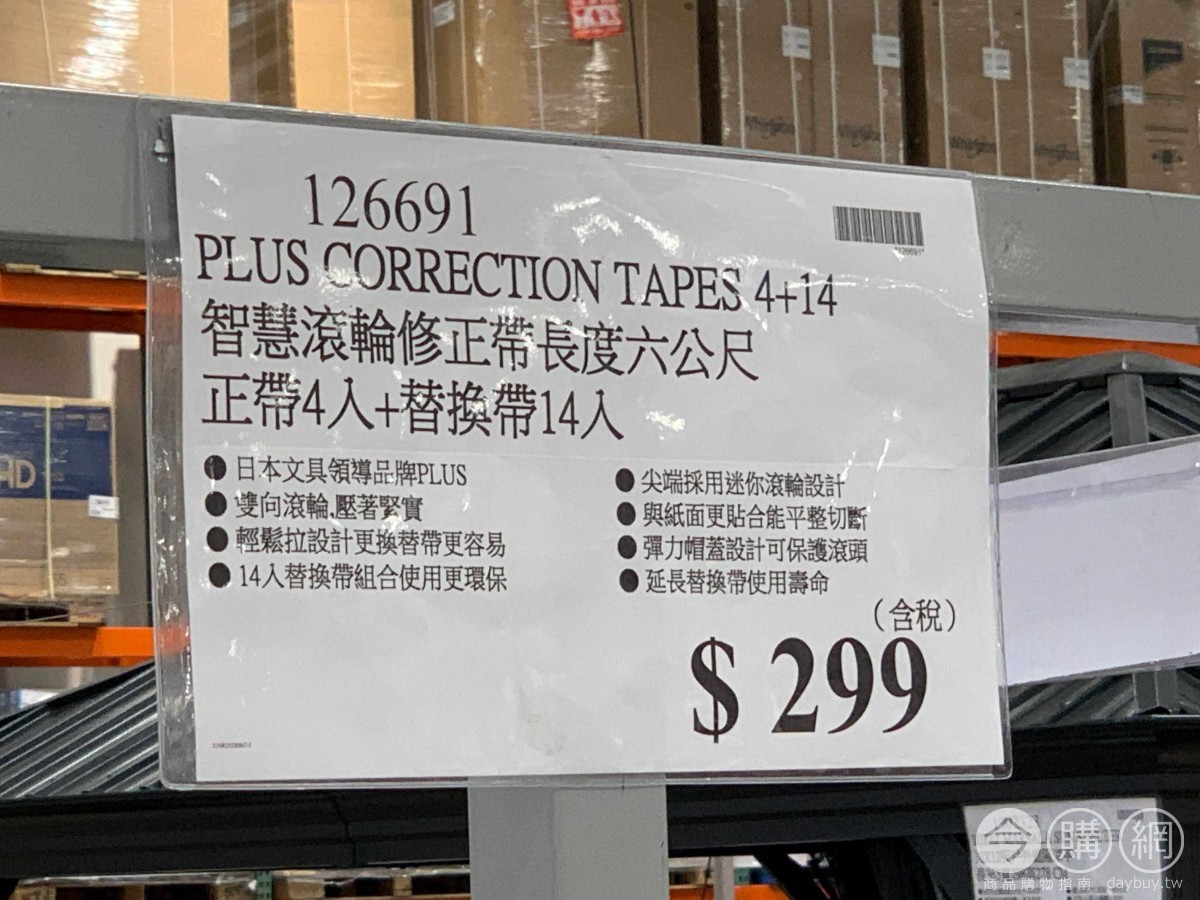 126691
*126691*
PLUS CORRECTION TAPES 4+14
智慧滾輪修正帶長度六公尺
正帶4入+替換帶14入
● 日本文具領導品牌PLUS
● 雙向滾輪,壓著緊實
● 輕鬆拉設計更換替帶更容易
● 14入替換帶組合使用更環保
● 尖端採用迷你滾輪設計
● 與紙面更貼合能平整切斷
● 彈力帽蓋設計可保護滾頭
● 延長替換帶使用壽命
(含稅)
$ 299
今購網
商品購物指南 daybuy.tw